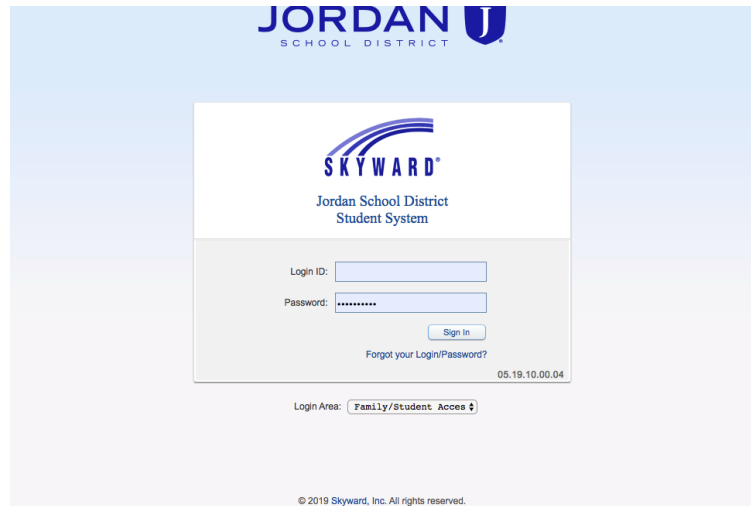 JORDAN
SCHOOL DISTRICT
J
SKYWARD®
Jordan School District
Student System
Login ID:
Password: ••••••••••
Sign In
Forgot your Login/Password?
05.19.10.00.04
Login Area: Family/Student Acces
© 2019 Skyward, Inc. All rights reserved.